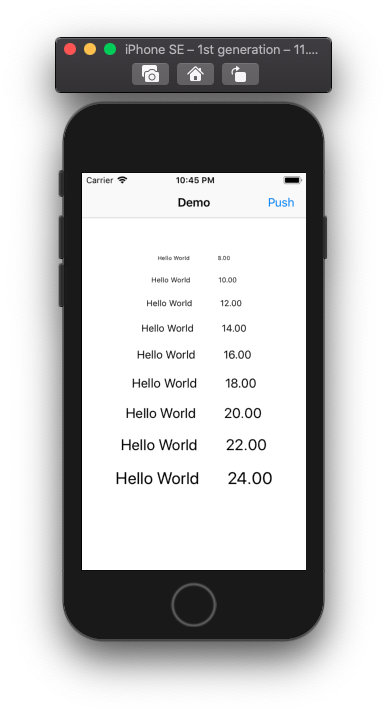 iPhone SE – 1st generation – 11....
Carrier 10:45 PM
Demo Push
Hello World 8.00
Hello World 10.00
Hello World 12.00
Hello World 14.00
Hello World 16.00
Hello World 18.00
Hello World 20.00
Hello World 22.00
Hello World 24.00